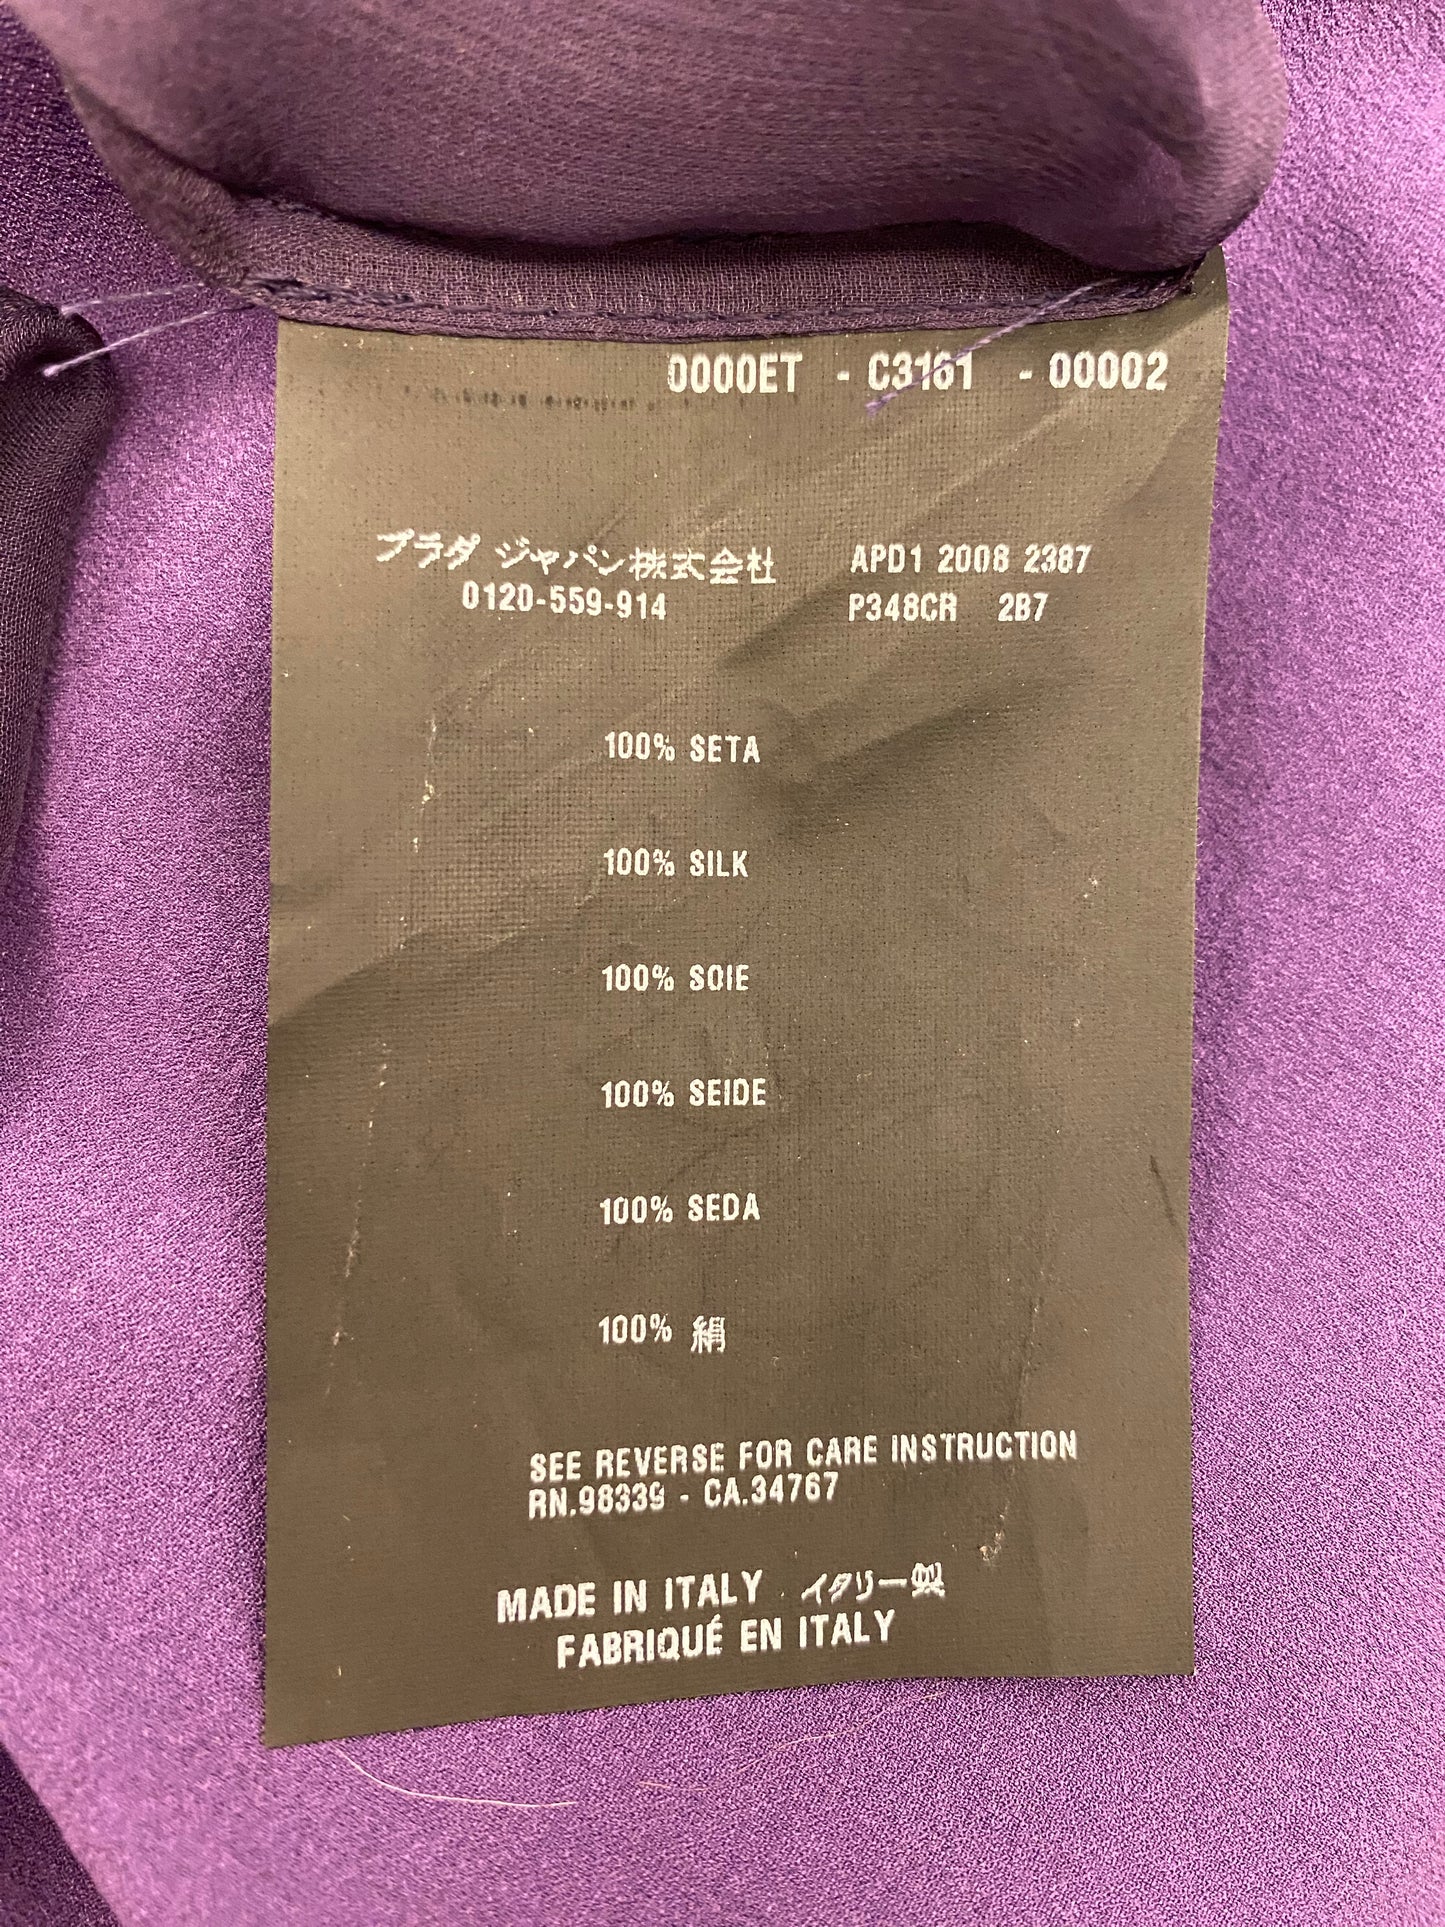 0000ET - C3161 - 00002
プラダ ジャパン株式会社 APD1 2008 2387
0120-559-914 P348CR 2B7
100% SETA
100% SILK
100% SOIE
100% SEIDE
100% SEDA
100% 絹
SEE REVERSE FOR CARE INSTRUCTION
RN.98339 - CA.34767
MADE IN ITALY イタリー製
FABRIQUÉ EN ITALY